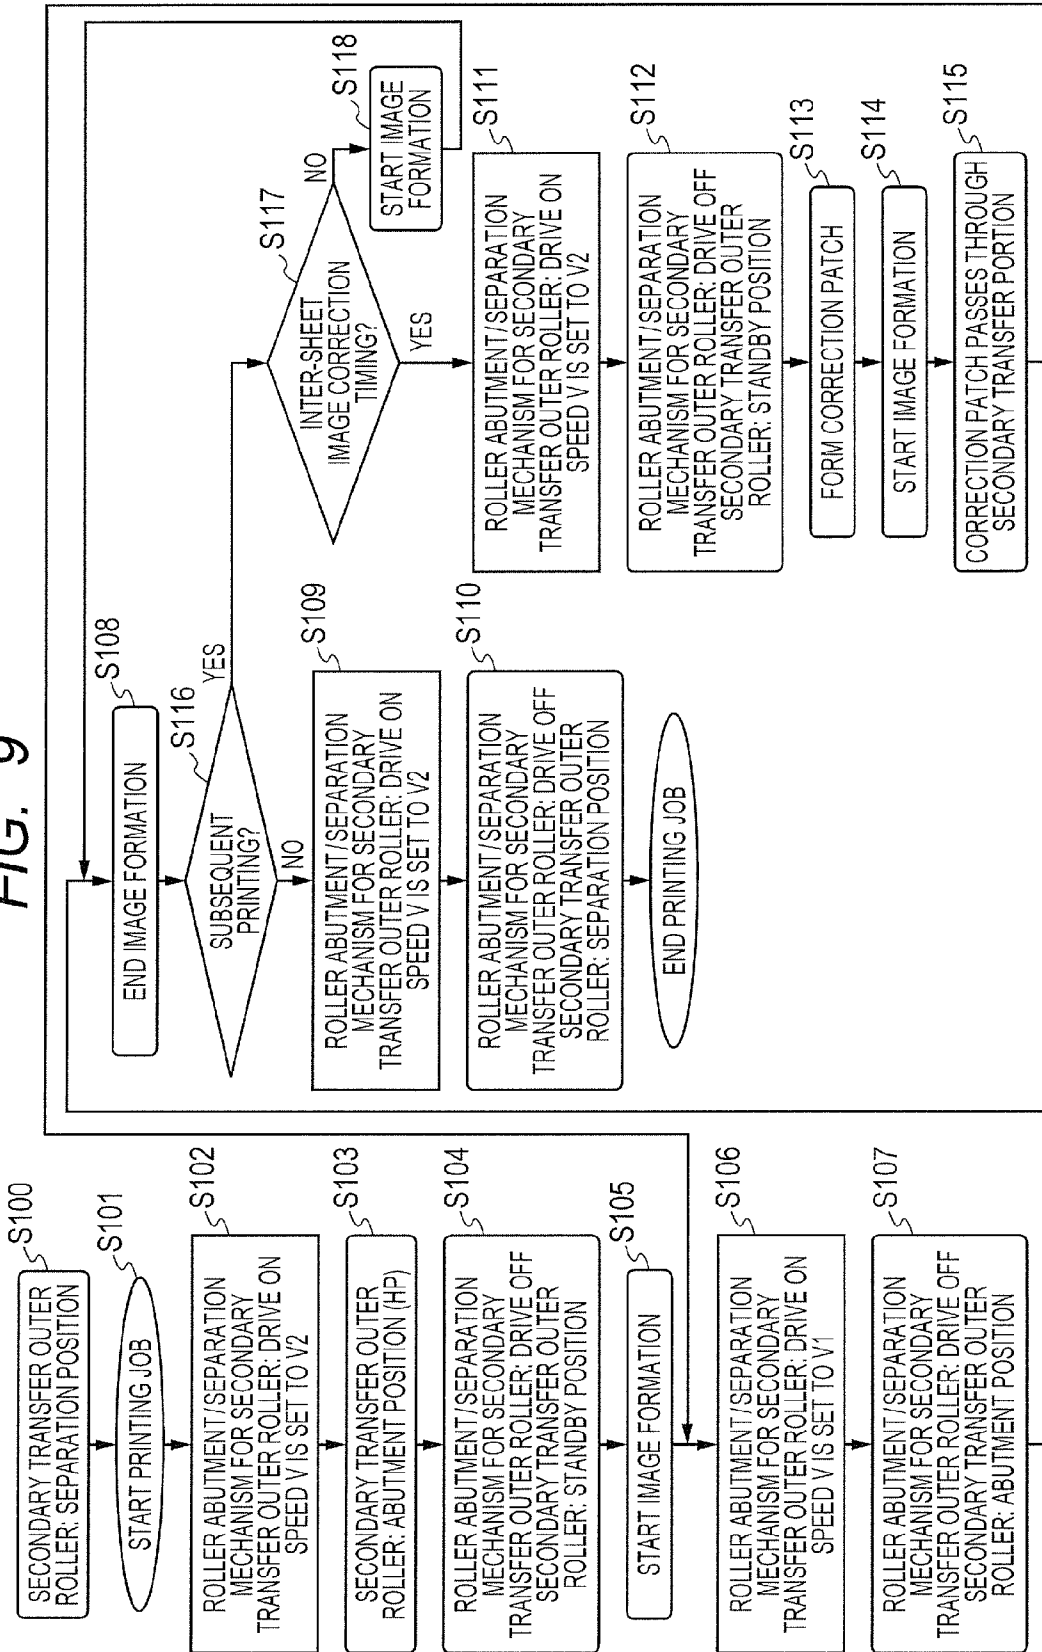 FIG. 9
S100
SECONDARY TRANSFER OUTER
ROLLER: SEPARATION POSITION
S101
START PRINTING JOB
S102
ROLLER ABUTMENT/SEPARATION
MECHANISM FOR SECONDARY
TRANSFER OUTER ROLLER: DRIVE ON
SPEED V IS SET TO V2
S103
SECONDARY TRANSFER OUTER
ROLLER: ABUTMENT POSITION (HP)
S104
ROLLER ABUTMENT/SEPARATION
MECHANISM FOR SECONDARY
TRANSFER OUTER ROLLER: DRIVE OFF
SECONDARY TRANSFER OUTER
ROLLER: STANDBY POSITION
S105
START IMAGE FORMATION
S106
ROLLER ABUTMENT/SEPARATION
MECHANISM FOR SECONDARY
TRANSFER OUTER ROLLER: DRIVE ON
SPEED V IS SET TO V1
S107
ROLLER ABUTMENT/SEPARATION
MECHANISM FOR SECONDARY
TRANSFER OUTER ROLLER: DRIVE OFF
SECONDARY TRANSFER OUTER
ROLLER: ABUTMENT POSITION
S108
END IMAGE FORMATION
S116
SUBSEQUENT
PRINTING?
YES
NO
S109
ROLLER ABUTMENT/SEPARATION
MECHANISM FOR SECONDARY
TRANSFER OUTER ROLLER: DRIVE ON
SPEED V IS SET TO V2
S110
ROLLER ABUTMENT/SEPARATION
MECHANISM FOR SECONDARY
TRANSFER OUTER ROLLER: DRIVE OFF
SECONDARY TRANSFER OUTER
ROLLER: SEPARATION POSITION
END PRINTING JOB
S117
INTER-SHEET
IMAGE CORRECTION
TIMING?
NO
YES
S118
START IMAGE
FORMATION
S111
ROLLER ABUTMENT/SEPARATION
MECHANISM FOR SECONDARY
TRANSFER OUTER ROLLER: DRIVE ON
SPEED V IS SET TO V2
S112
ROLLER ABUTMENT/SEPARATION
MECHANISM FOR SECONDARY
TRANSFER OUTER ROLLER: DRIVE OFF
SECONDARY TRANSFER OUTER
ROLLER: STANDBY POSITION
S113
FORM CORRECTION PATCH
S114
START IMAGE FORMATION
S115
CORRECTION PATCH PASSES THROUGH
SECONDARY TRANSFER PORTION